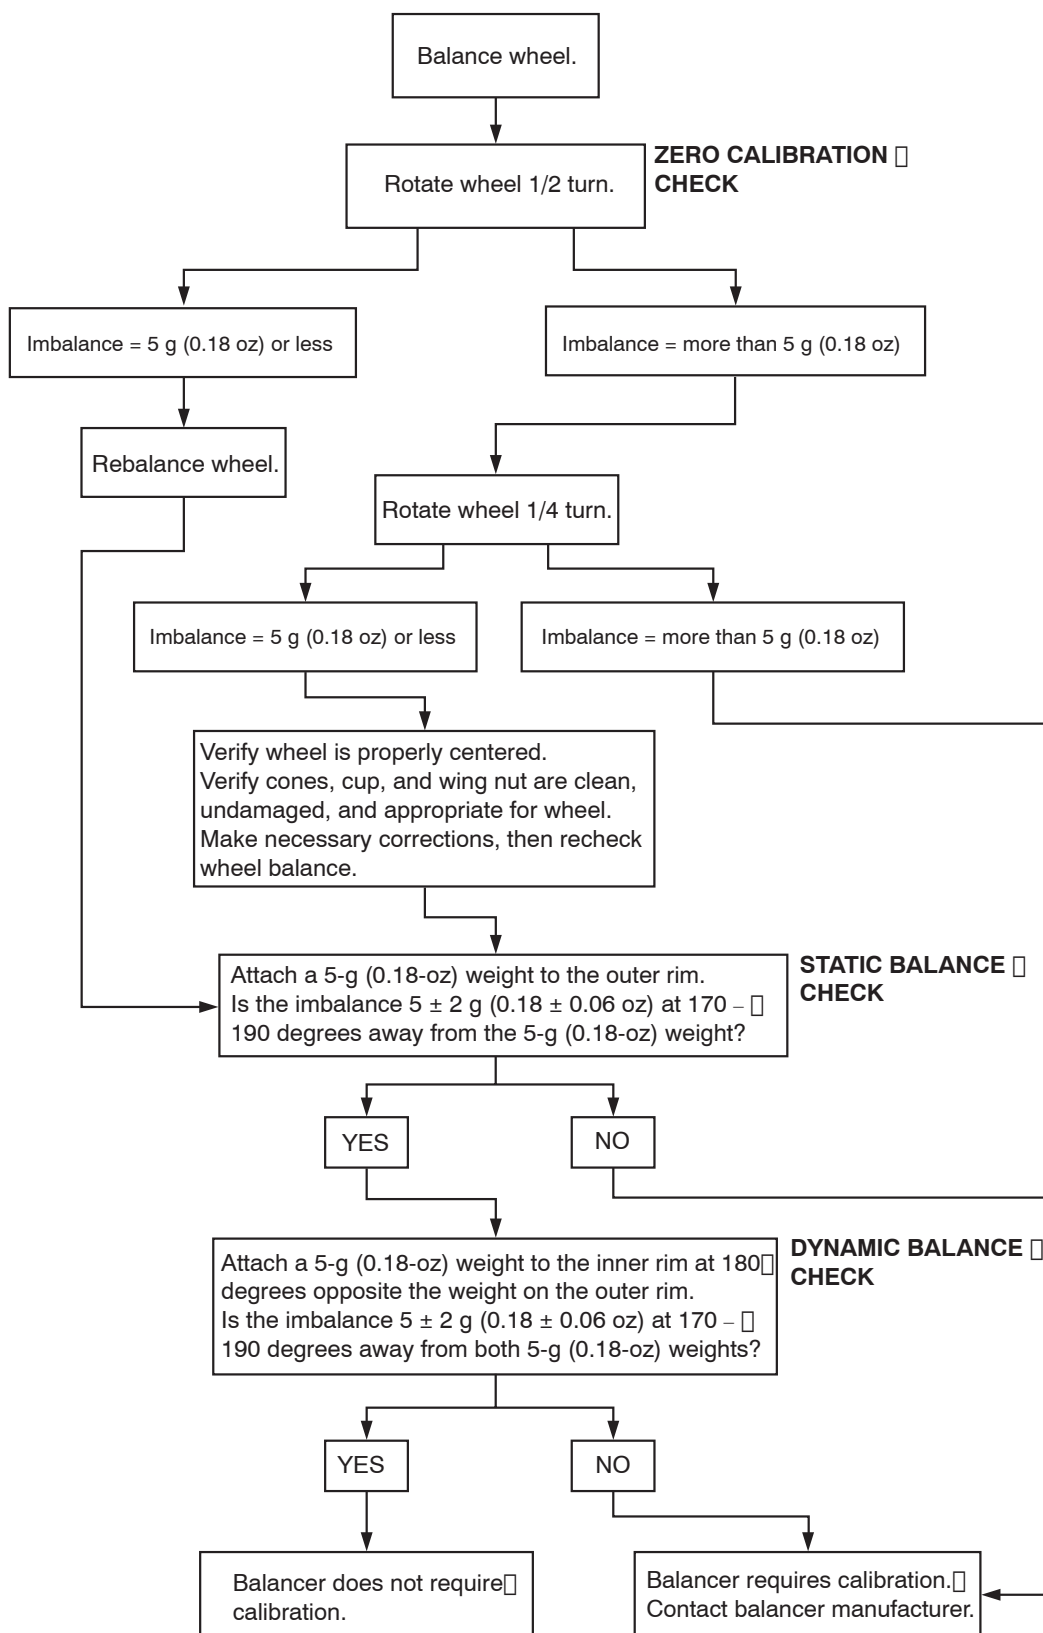 Balance wheel.
ZERO CALIBRATION
CHECK
Rotate wheel 1/2 turn.
Imbalance = 5 g (0.18 oz) or less
Imbalance = more than 5 g (0.18 oz)
Rebalance wheel.
Rotate wheel 1/4 turn.
Imbalance = 5 g (0.18 oz) or less
Imbalance = more than 5 g (0.18 oz)
Verify wheel is properly centered.
Verify cones, cup, and wing nut are clean,
undamaged, and appropriate for wheel.
Make necessary corrections, then recheck
wheel balance.
STATIC BALANCE
CHECK
Attach a 5-g (0.18-oz) weight to the outer rim.
Is the imbalance 5 ± 2 g (0.18 ± 0.06 oz) at 170 –
190 degrees away from the 5-g (0.18-oz) weight?
YES
NO
DYNAMIC BALANCE
CHECK
Attach a 5-g (0.18-oz) weight to the inner rim at 180
degrees opposite the weight on the outer rim.
Is the imbalance 5 ± 2 g (0.18 ± 0.06 oz) at 170 –
190 degrees away from both 5-g (0.18-oz) weights?
YES
NO
Balancer does not require
calibration.
Balancer requires calibration.
Contact balancer manufacturer.